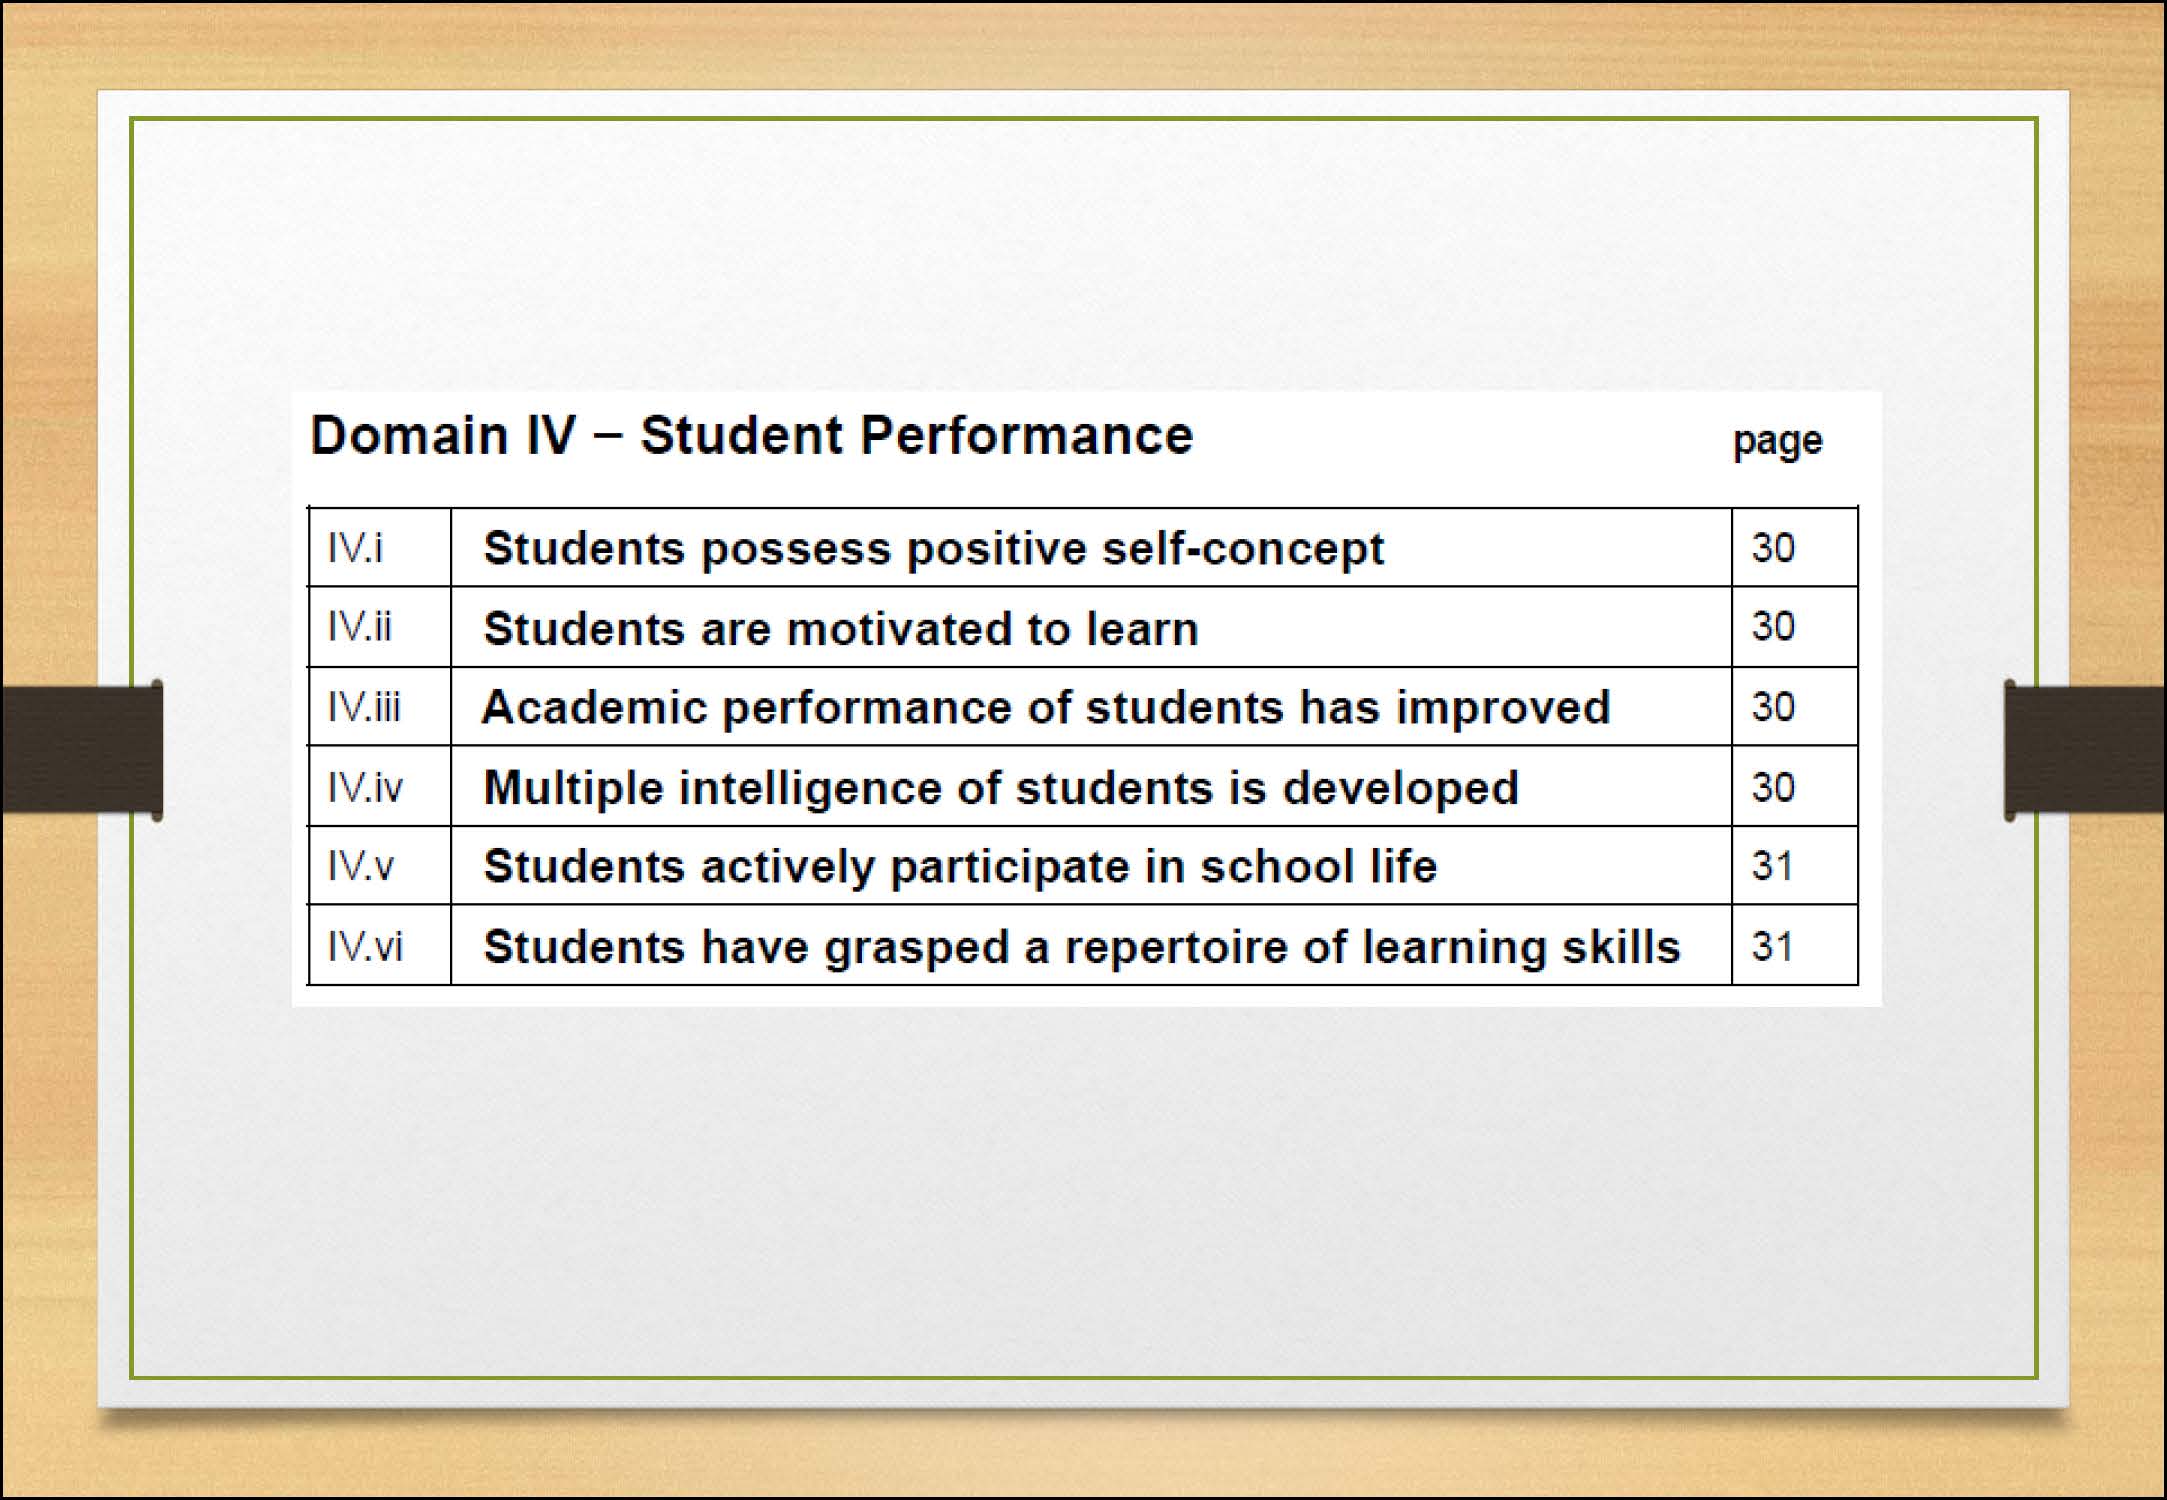 Domain IV – Student Performance page
IV.i Students possess positive self-concept 30
IV.ii Students are motivated to learn 30
IV.iii Academic performance of students has improved 30
IV.iv Multiple intelligence of students is developed 30
IV.v Students actively participate in school life 31
IV.vi Students have grasped a repertoire of learning skills 31